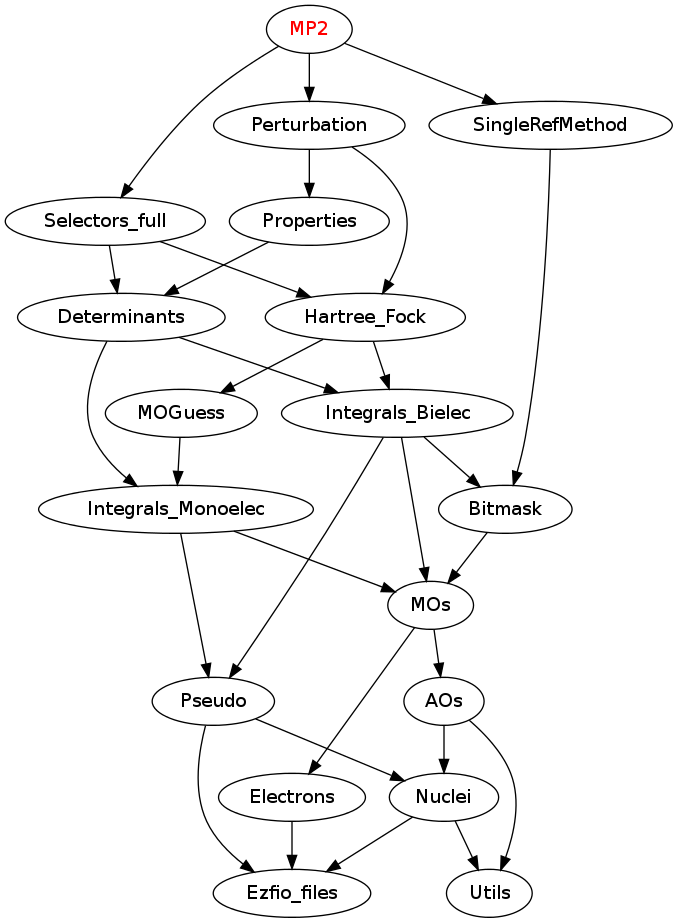 MP2
Perturbation
SingleRefMethod
Selectors_full
Properties
Determinants
Hartree_Fock
MOGuess
Integrals_Bielec
Integrals_Monoelec
Bitmask
MOs
Pseudo
AOs
Electrons
Nuclei
Ezfio_files
Utils